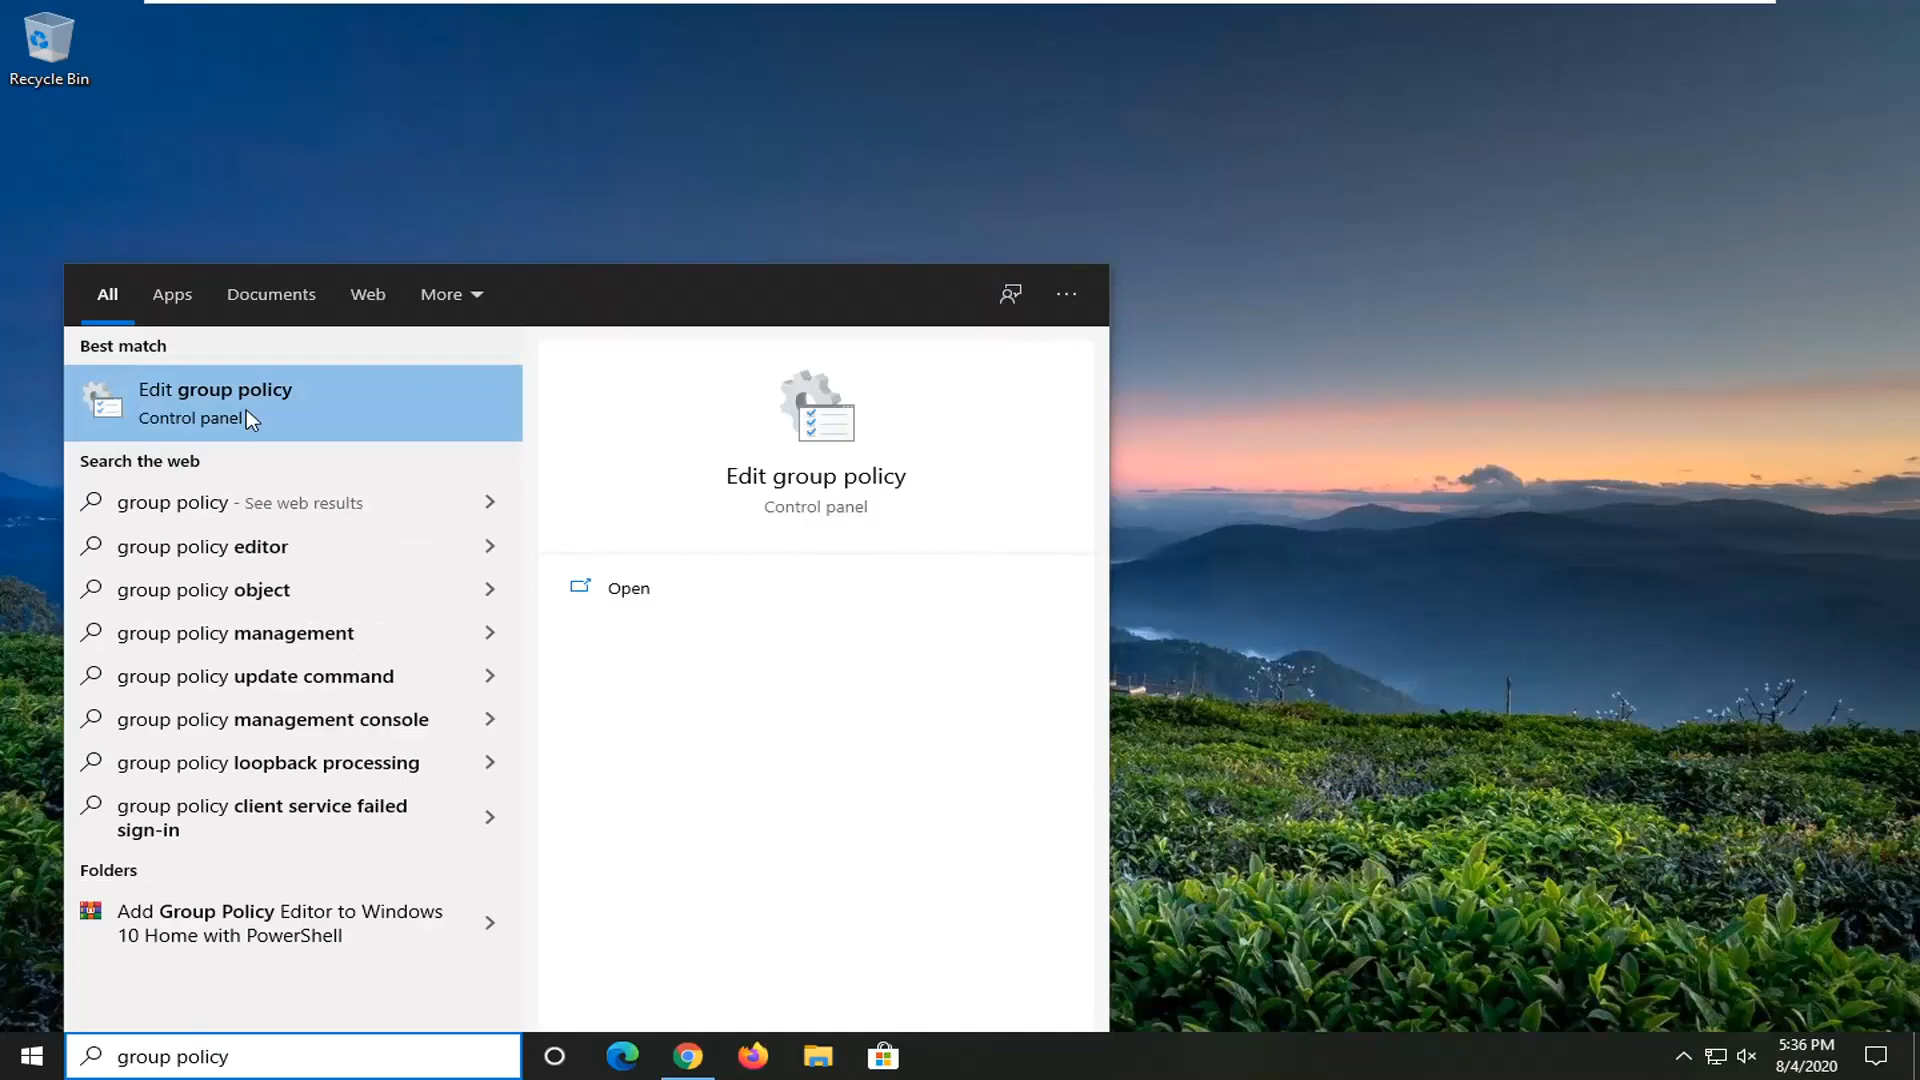 Recycle Bin
All
Apps
Documents
Web
More
Best match
Edit group policy
Control panel
Search the web
group policy - See web results
group policy editor
group policy object
group policy management
group policy update command
group policy management console
group policy loopback processing
group policy client service failed
sign-in
Folders
Add Group Policy Editor to Windows
10 Home with PowerShell
Edit group policy
Control panel
Open
group policy
5:36 PM
8/4/2020